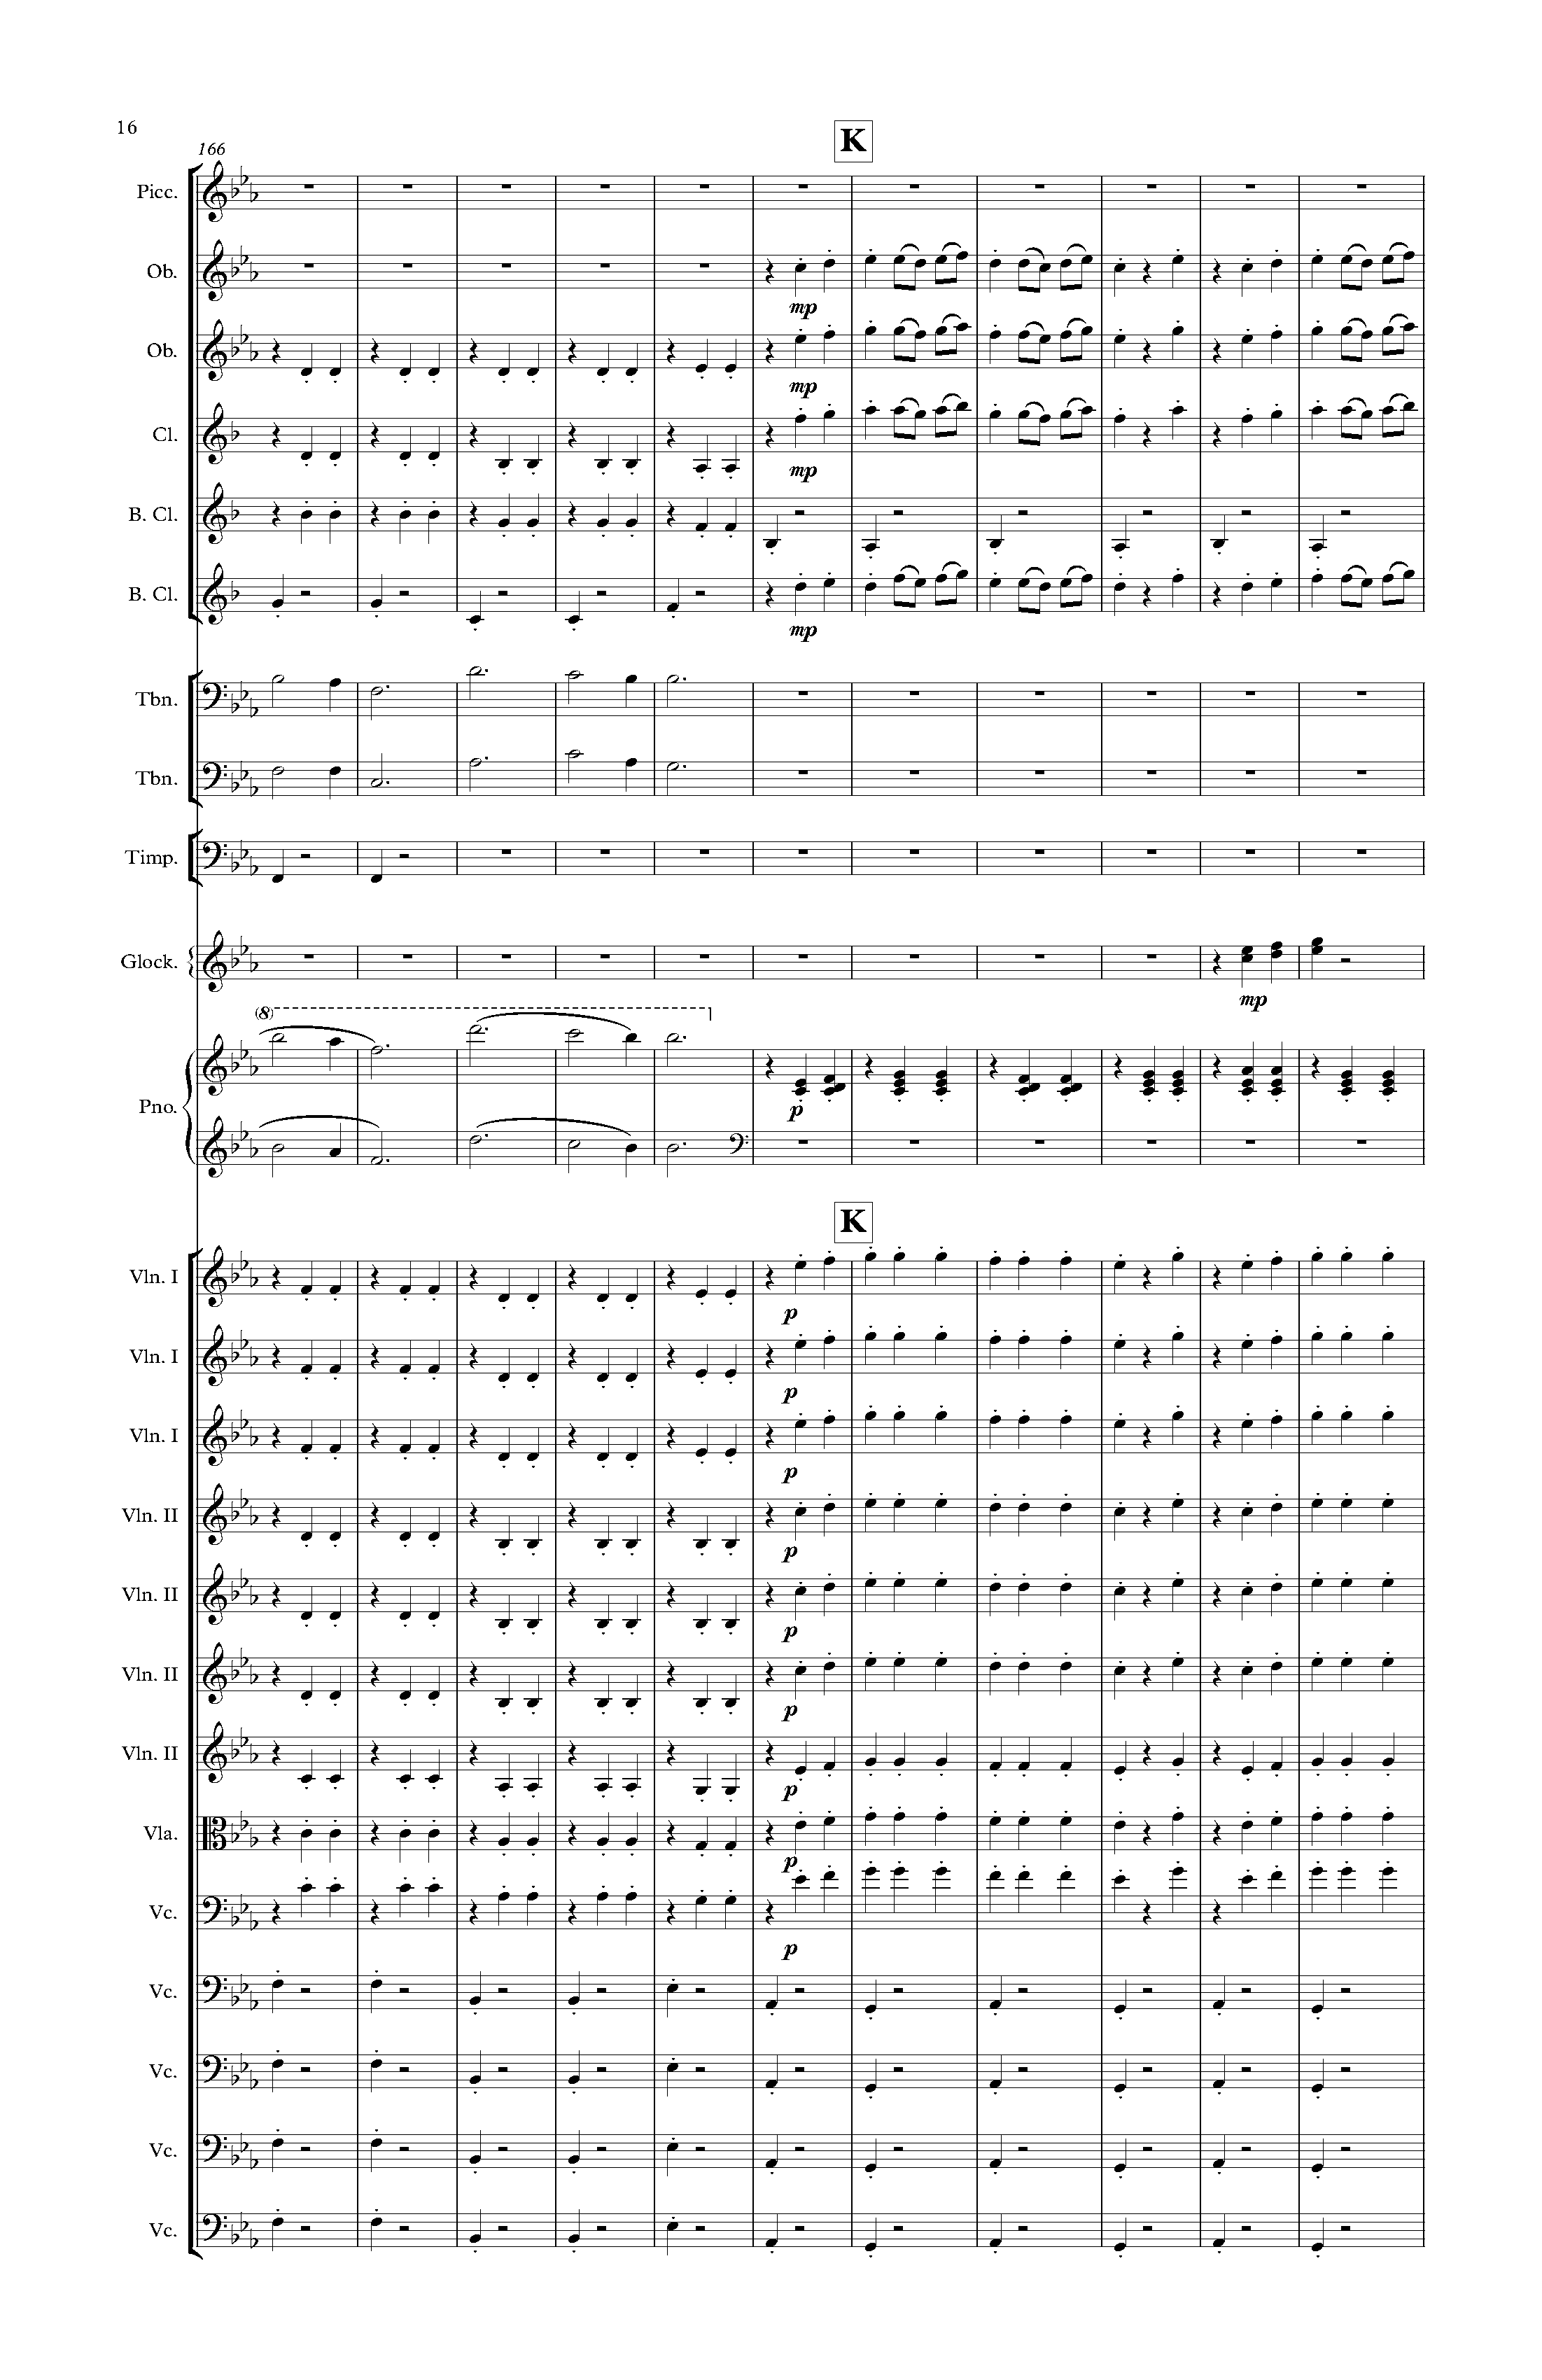 16
166
K
Picc.
Ob.
mp
Ob.
mp
Cl.
mp
B. Cl.
B. Cl.
mp
Tbn.
Tbn.
Timp.
Glock.
mp
(8)
Pno.
p
K
Vln. I
p
Vln. I
p
Vln. I
p
Vln. II
p
Vln. II
p
Vln. II
p
Vln. II
p
Vla.
p
Vc.
p
Vc.
Vc.
Vc.
Vc.